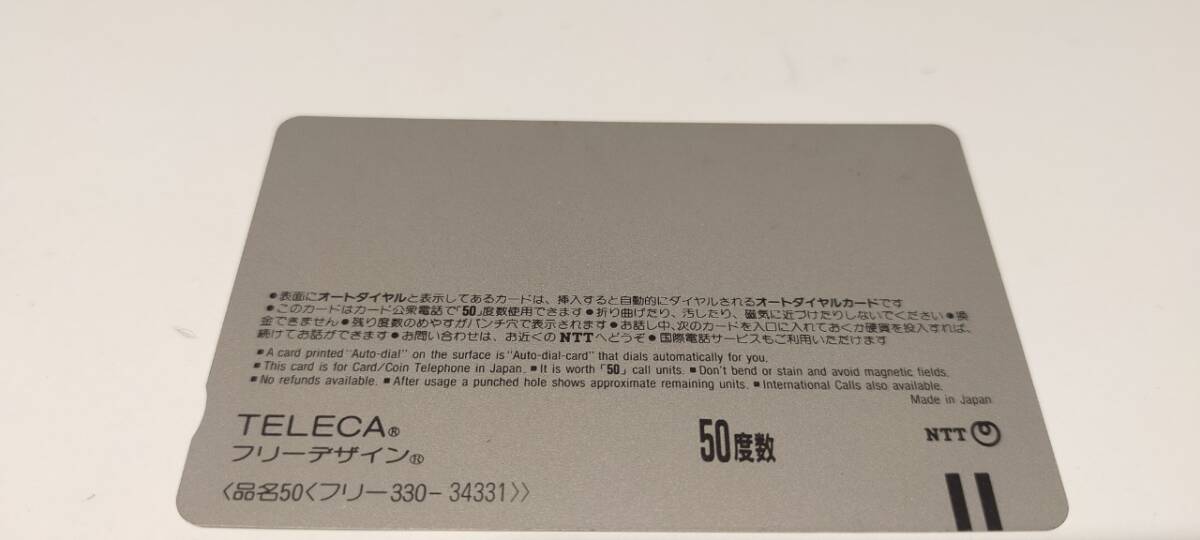 ●表面にオートダイヤルと表示してあるカードは、挿入すると自動的にダイヤルされるオートダイヤルカードです
●このカードはカード公衆電話で「50」度数使用できます●折り曲げたり、汚したり、磁気に近づけたりしないでください●換
金できません●残り度数のめやすがパンチ穴で表示されます●お話し中、次のカードを入口に入れておくか硬貨を投入すれば、
続けてお話ができます●お問い合わせは、お近くのNTTへどうぞ●国際電話サービスもご利用いただけます
■A card printed "Auto-dial" on the surface is "Auto-dial-card" that dials automatically for you.
■This card is for Card/Coin Telephone in Japan. ■It is worth「50」call units. ■Don't bend or stain and avoid magnetic fields.
■No refunds available. ■After usage a punched hole shows approximate remaining units. ■International Calls also available.
Made in Japan
TELECA®
フリーデザイン®
50度数
NTT
〈品名50〈フリー330-34331〉〉